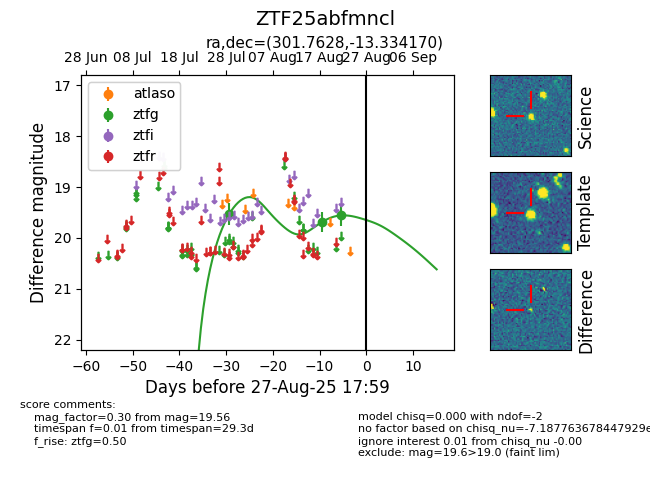 ZTF25abfmncl
ra,dec=(301.7628,-13.334170)
28 Jun 08 Jul 18 Jul 28 Jul 07 Aug 17 Aug 27 Aug 06 Sep
Difference magnitude
17
18
19
20
21
22
atlaso
ztfg
ztfi
ztfr
−60 −50 −40 −30 −20 −10 0 10
Days before 27-Aug-25 17:59
Science
Template
Difference
score comments:
mag_factor=0.30 from mag=19.56
timespan f=0.01 from timespan=29.3d
f_rise: ztfg=0.50
model chisq=0.000 with ndof=-2
no factor based on chisq_nu=-7.187763678447929e
ignore interest 0.01 from chisq_nu -0.00
exclude: mag=19.6>19.0 (faint lim)